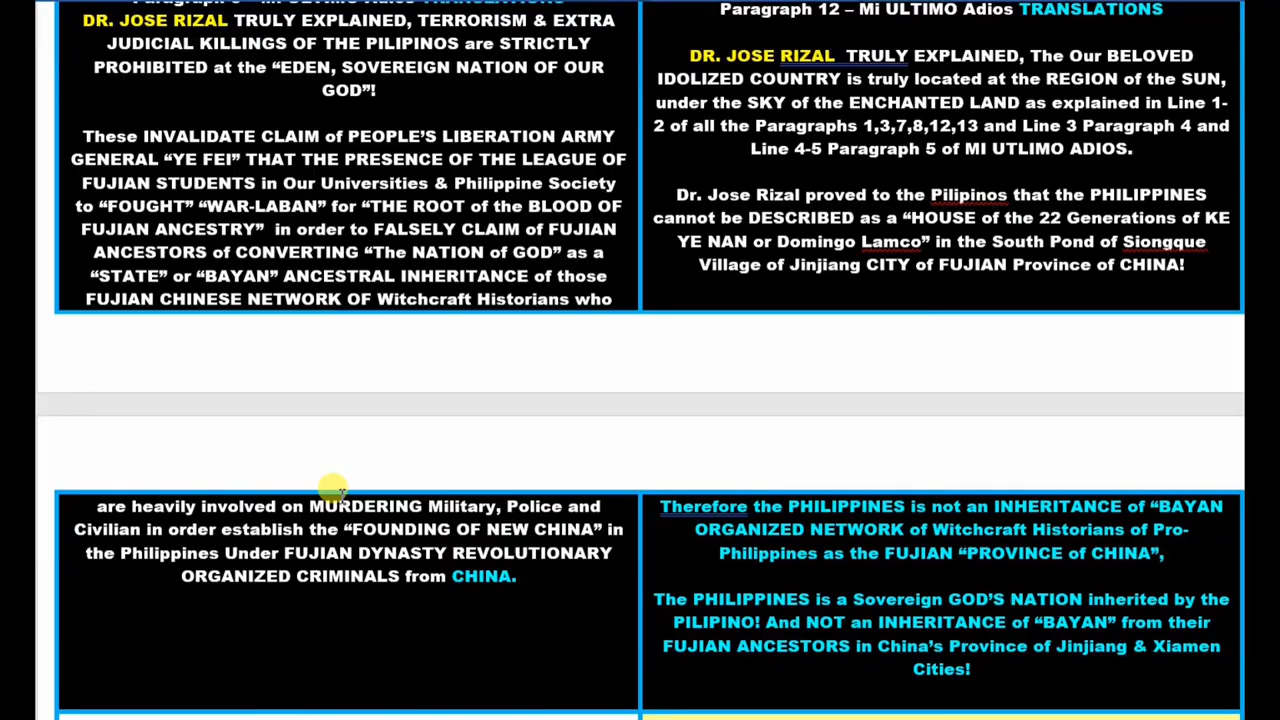 DR. JOSE RIZAL TRULY EXPLAINED, TERRORISM & EXTRA
JUDICIAL KILLINGS OF THE PILIPINOS are STRICTLY
PROHIBITED at the “EDEN, SOVEREIGN NATION OF OUR
GOD”!
These INVALIDATE CLAIM of PEOPLE’S LIBERATION ARMY
GENERAL “YE FEI” THAT THE PRESENCE OF THE LEAGUE OF
FUJIAN STUDENTS in Our Universities & Philippine Society
to “FOUGHT” “WAR-LABAN” for “THE ROOT of the BLOOD OF
FUJIAN ANCESTRY” in order to FALSELY CLAIM of FUJIAN
ANCESTORS of CONVERTING “The NATION of GOD” as a
“STATE” or “BAYAN” ANCESTRAL INHERITANCE of those
FUJIAN CHINESE NETWORK OF Witchcraft Historians who
are heavily involved on MURDERING Military, Police and
Civilian in order establish the “FOUNDING OF NEW CHINA” in
the Philippines Under FUJIAN DYNASTY REVOLUTIONARY
ORGANIZED CRIMINALS from CHINA.
Paragraph 12 – Mi ULTIMO Adios TRANSLATIONS
DR. JOSE RIZAL TRULY EXPLAINED, The Our BELOVED
IDOLIZED COUNTRY is truly located at the REGION of the SUN,
under the SKY of the ENCHANTED LAND as explained in Line 1-
2 of all the Paragraphs 1,3,7,8,12,13 and Line 3 Paragraph 4 and
Line 4-5 Paragraph 5 of MI UTLIMO ADIOS.
Dr. Jose Rizal proved to the Pilipinos that the PHILIPPINES
cannot be DESCRIBED as a “HOUSE of the 22 Generations of KE
YE NAN or Domingo Lamco” in the South Pond of Siongque
Village of Jinjiang CITY of FUJIAN Province of CHINA!
Therefore the PHILIPPINES is not an INHERITANCE of “BAYAN
ORGANIZED NETWORK of Witchcraft Historians of Pro-
Philippines as the FUJIAN “PROVINCE of CHINA”,
The PHILIPPINES is a Sovereign GOD’S NATION inherited by the
PILIPINO! And NOT an INHERITANCE of “BAYAN” from their
FUJIAN ANCESTORS in China’s Province of Jinjiang & Xiamen
Cities!